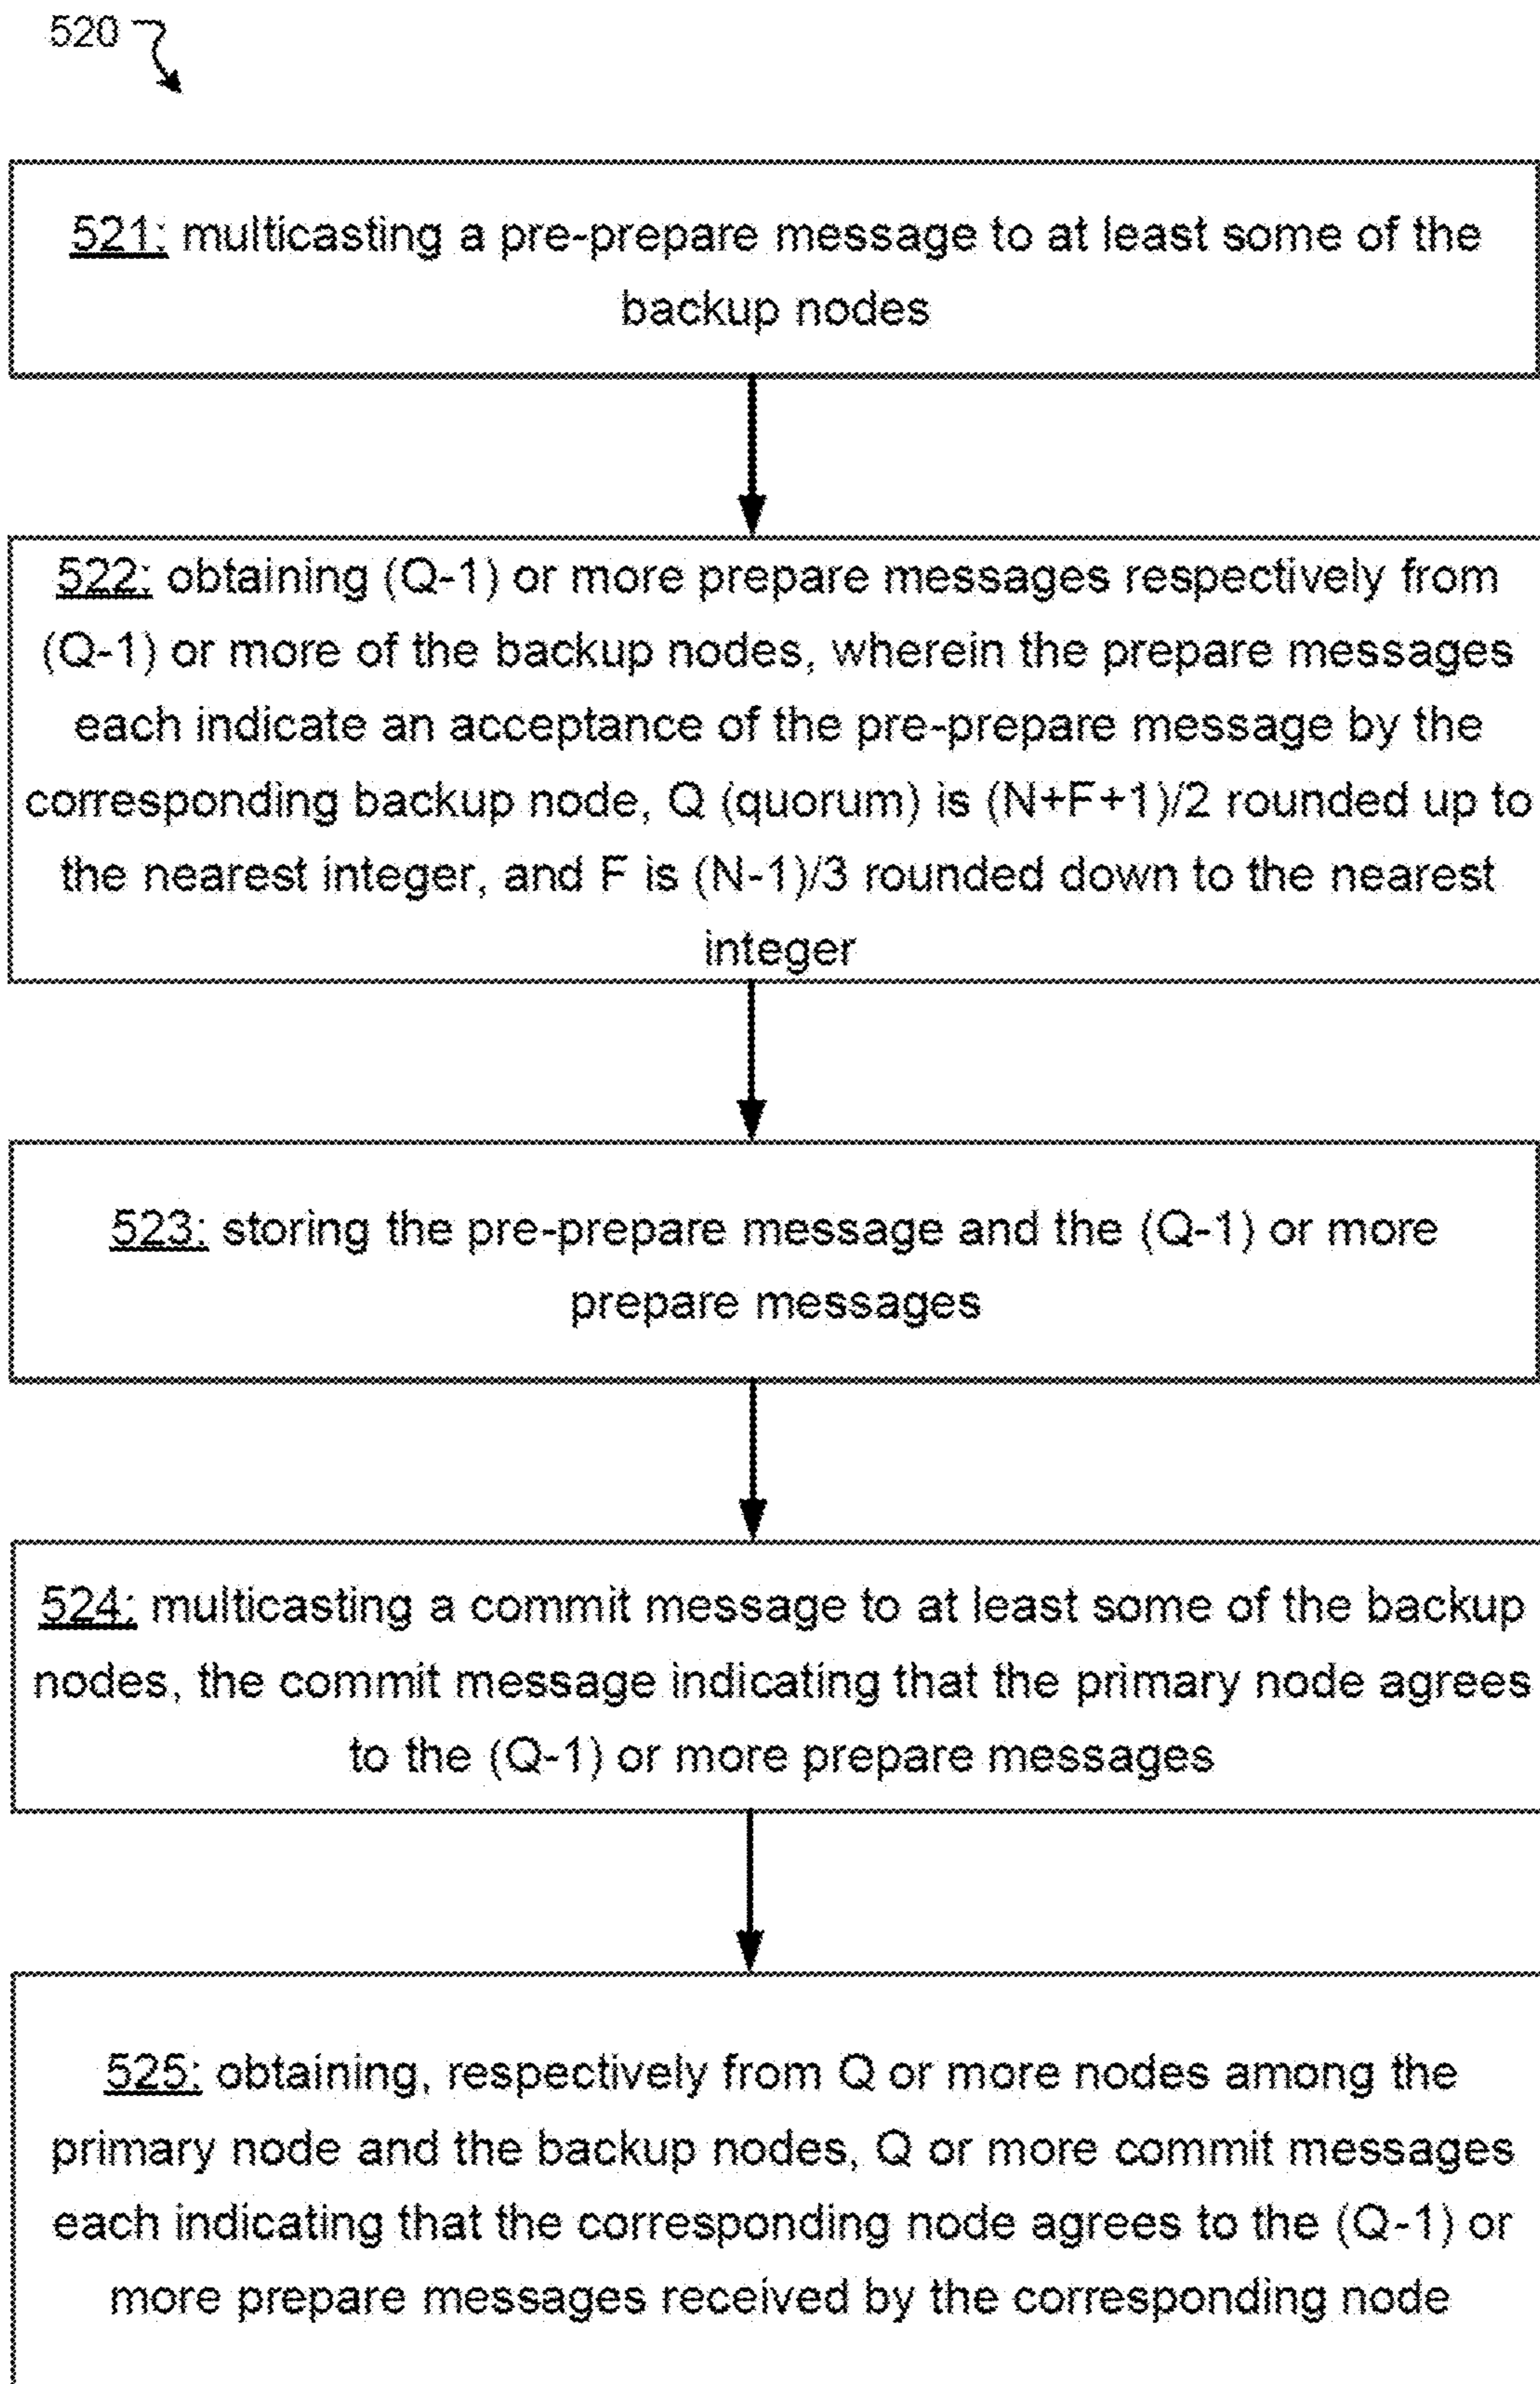 520
521: multicasting a pre-prepare message to at least some of the
backup nodes
522: obtaining (Q-1) or more prepare messages respectively from
(Q-1) or more of the backup nodes, wherein the prepare messages
each indicate an acceptance of the pre-prepare message by the
corresponding backup node, Q (quorum) is (N+F+1)/2 rounded up to
the nearest integer, and F is (N-1)/3 rounded down to the nearest
integer
523: storing the pre-prepare message and the (Q-1) or more
prepare messages
524: multicasting a commit message to at least some of the backup
nodes, the commit message indicating that the primary node agrees
to the (Q-1) or more prepare messages
525: obtaining, respectively from Q or more nodes among the
primary node and the backup nodes, Q or more commit messages
each indicating that the corresponding node agrees to the (Q-1) or
more prepare messages received by the corresponding node